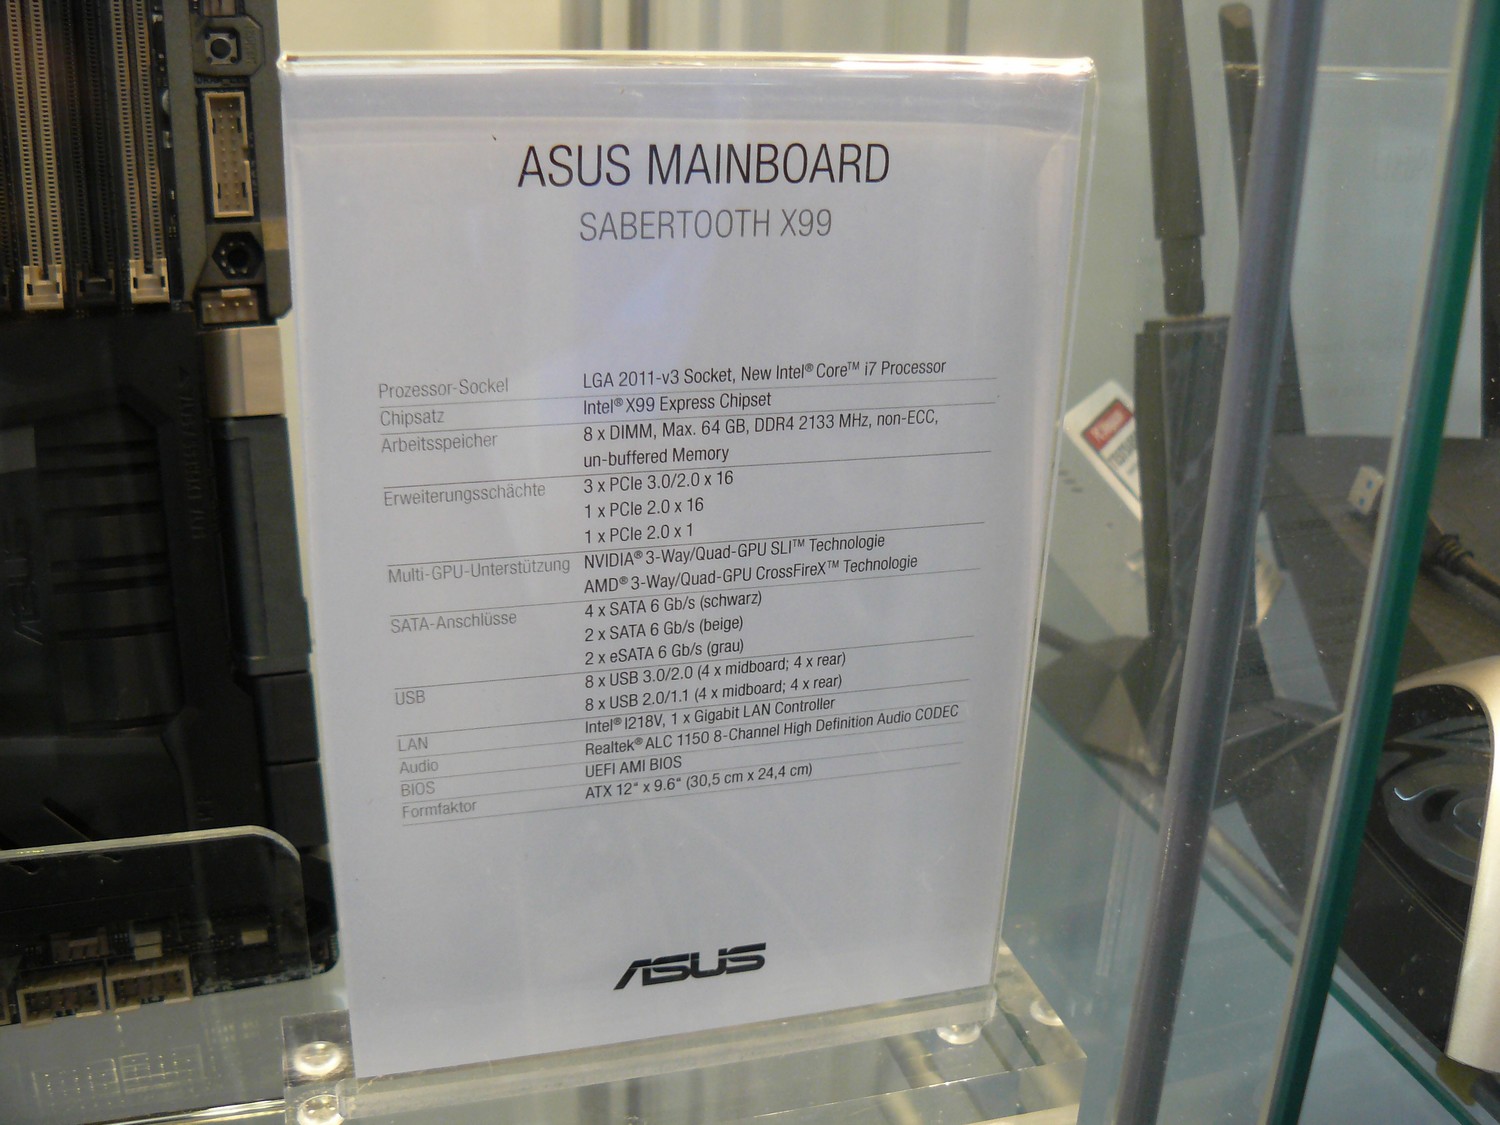 ASUS MAINBOARD
SABERTOOTH X99
Prozessor-Sockel LGA 2011-v3 Socket, New Intel® Core™ i7 Processor
Chipsatz Intel® X99 Express Chipset
Arbeitsspeicher 8 x DIMM, Max. 64 GB, DDR4 2133 MHz, non-ECC,
un-buffered Memory
Erweiterungsschächte 3 x PCIe 3.0/2.0 x 16
1 x PCIe 2.0 x 16
1 x PCIe 2.0 x 1
Multi-GPU-Unterstützung NVIDIA® 3-Way/Quad-GPU SLI™ Technologie
AMD® 3-Way/Quad-GPU CrossFireX™ Technologie
SATA-Anschlüsse 4 x SATA 6 Gb/s (schwarz)
2 x SATA 6 Gb/s (beige)
2 x eSATA 6 Gb/s (grau)
USB 8 x USB 3.0/2.0 (4 x midboard; 4 x rear)
8 x USB 2.0/1.1 (4 x midboard; 4 x rear)
LAN Intel® I218V, 1 x Gigabit LAN Controller
Audio Realtek® ALC 1150 8-Channel High Definition Audio CODEC
BIOS UEFI AMI BIOS
Formfaktor ATX 12“ x 9.6“ (30,5 cm x 24,4 cm)
ASUS